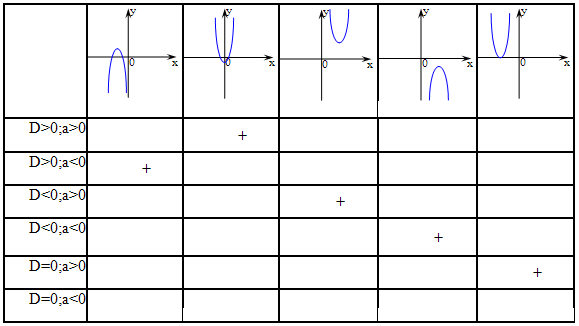 y y y y y
0 x 0 x 0 x 0 x 0 x
D>0;a>0 +
D>0;a<0 +
D<0;a>0 +
D<0;a<0 +
D=0;a>0 +
D=0;a<0